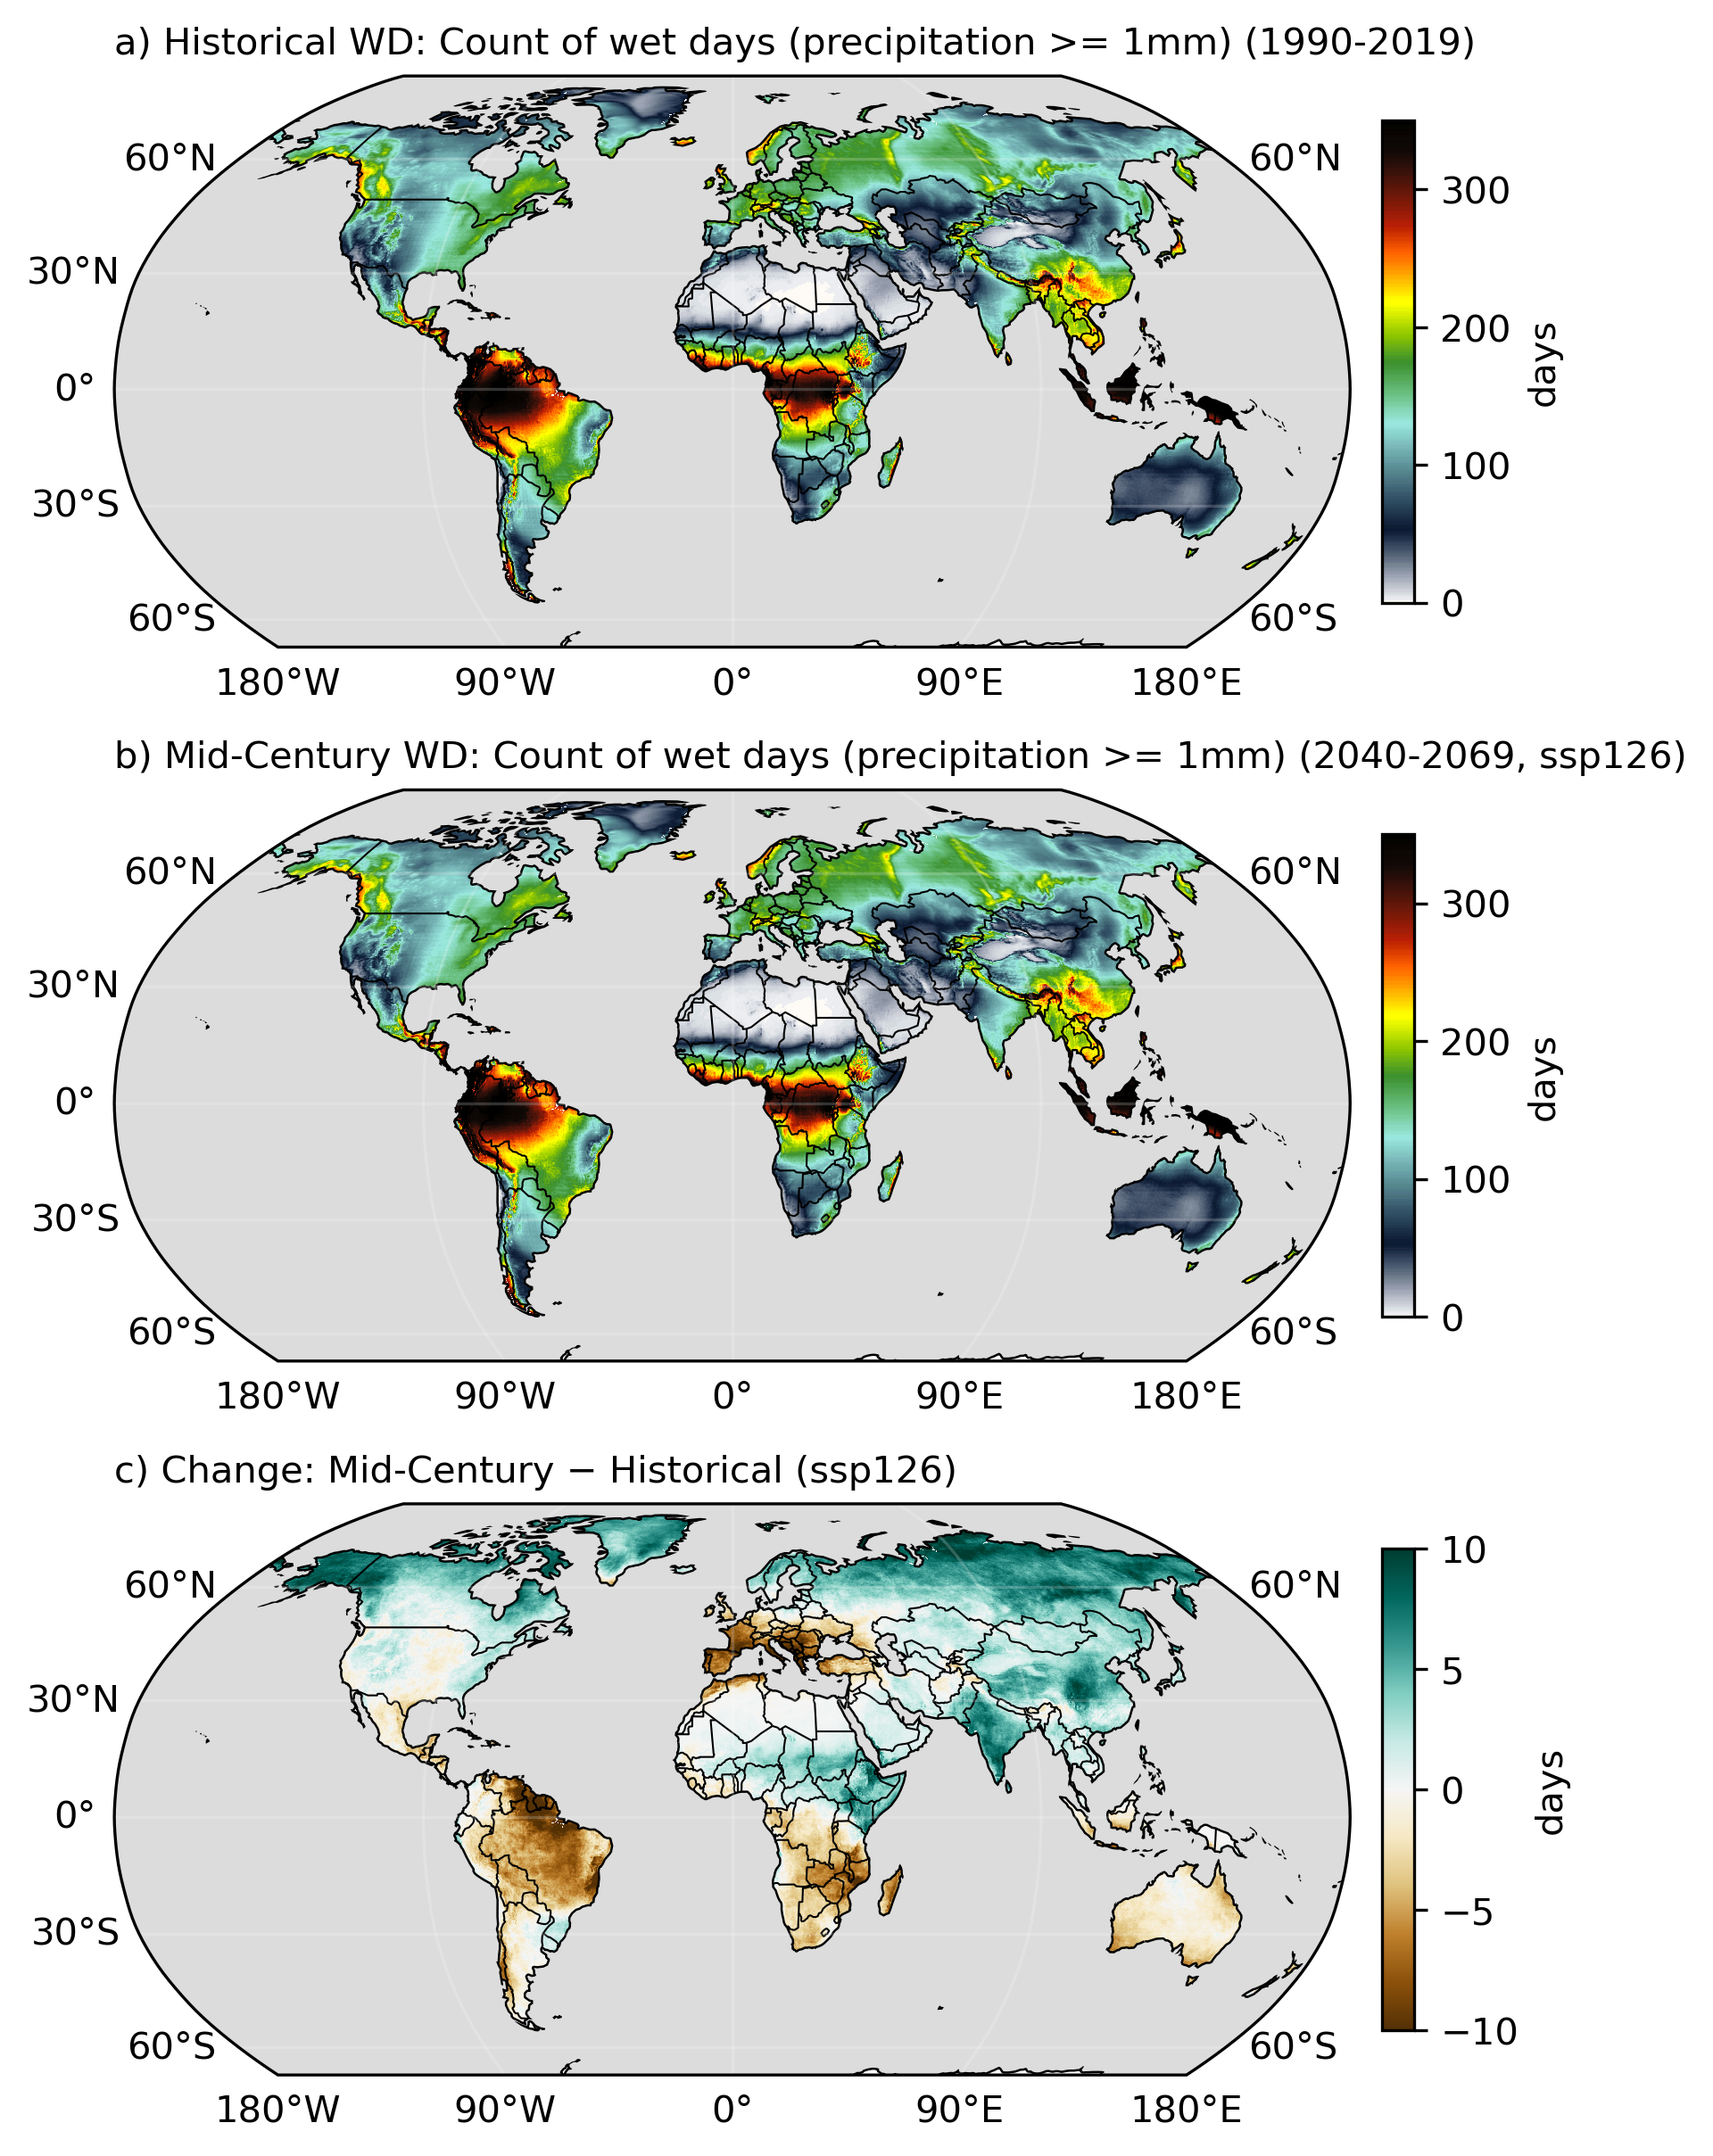 a) Historical WD: Count of wet days (precipitation >= 1mm) (1990-2019)
60°N
30°N
0°
30°S
60°S
60°N
60°S
180°W 90°W 0° 90°E 180°E
300
200
100
0
days
b) Mid-Century WD: Count of wet days (precipitation >= 1mm) (2040-2069, ssp126)
60°N
30°N
0°
30°S
60°S
60°N
60°S
180°W 90°W 0° 90°E 180°E
300
200
100
0
days
c) Change: Mid-Century − Historical (ssp126)
60°N
30°N
0°
30°S
60°S
60°N
60°S
180°W 90°W 0° 90°E 180°E
10
5
0
−5
−10
days